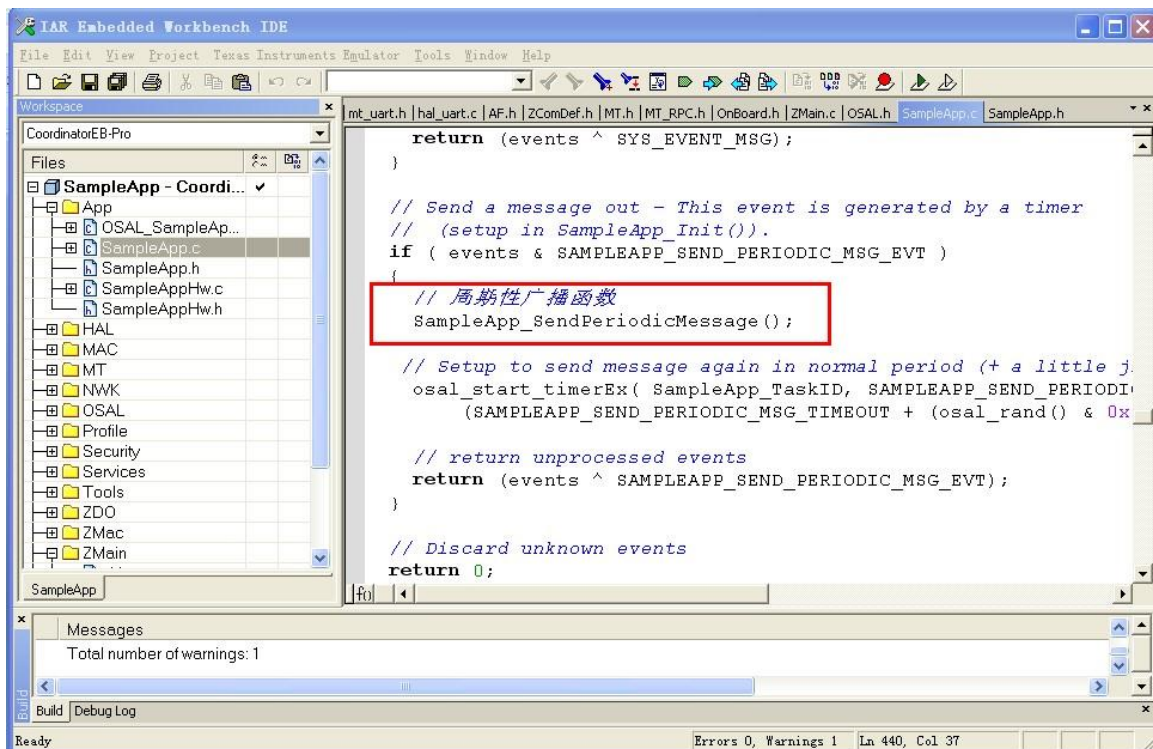 IAR Embedded Workbench IDE
File Edit View Project Texas Instruments Emulator Tools Window Help
Workspace
CoordinatorEB-Pro
Files
SampleApp - Coordi...
App
OSAL_SampleAp...
SampleApp.c
SampleApp.h
SampleAppHw.c
SampleAppHw.h
HAL
MAC
MT
NWK
OSAL
Profile
Security
Services
Tools
ZDO
ZMac
ZMain
SampleApp
mt_uart.h | hal_uart.c | AF.h | ZComDef.h | MT.h | MT_RPC.h | OnBoard.h | ZMain.c | OSAL.h | SampleApp.c | SampleApp.h
return (events ^ SYS_EVENT_MSG);
}
// Send a message out - This event is generated by a timer
// (setup in SampleApp_Init()).
if ( events & SAMPLEAPP_SEND_PERIODIC_MSG_EVT )
{
// 周期性广播函数
SampleApp_SendPeriodicMessage();
// Setup to send message again in normal period (+ a little j
osal_start_timerEx( SampleApp_TaskID, SAMPLEAPP_SEND_PERIODI
(SAMPLEAPP_SEND_PERIODIC_MSG_TIMEOUT + (osal_rand() & 0x
// return unprocessed events
return (events ^ SAMPLEAPP_SEND_PERIODIC_MSG_EVT);
}
// Discard unknown events
return 0;
f()
Messages
Total number of warnings: 1
Build
Build Debug Log
Ready Errors 0, Warnings 1 Ln 440, Col 37